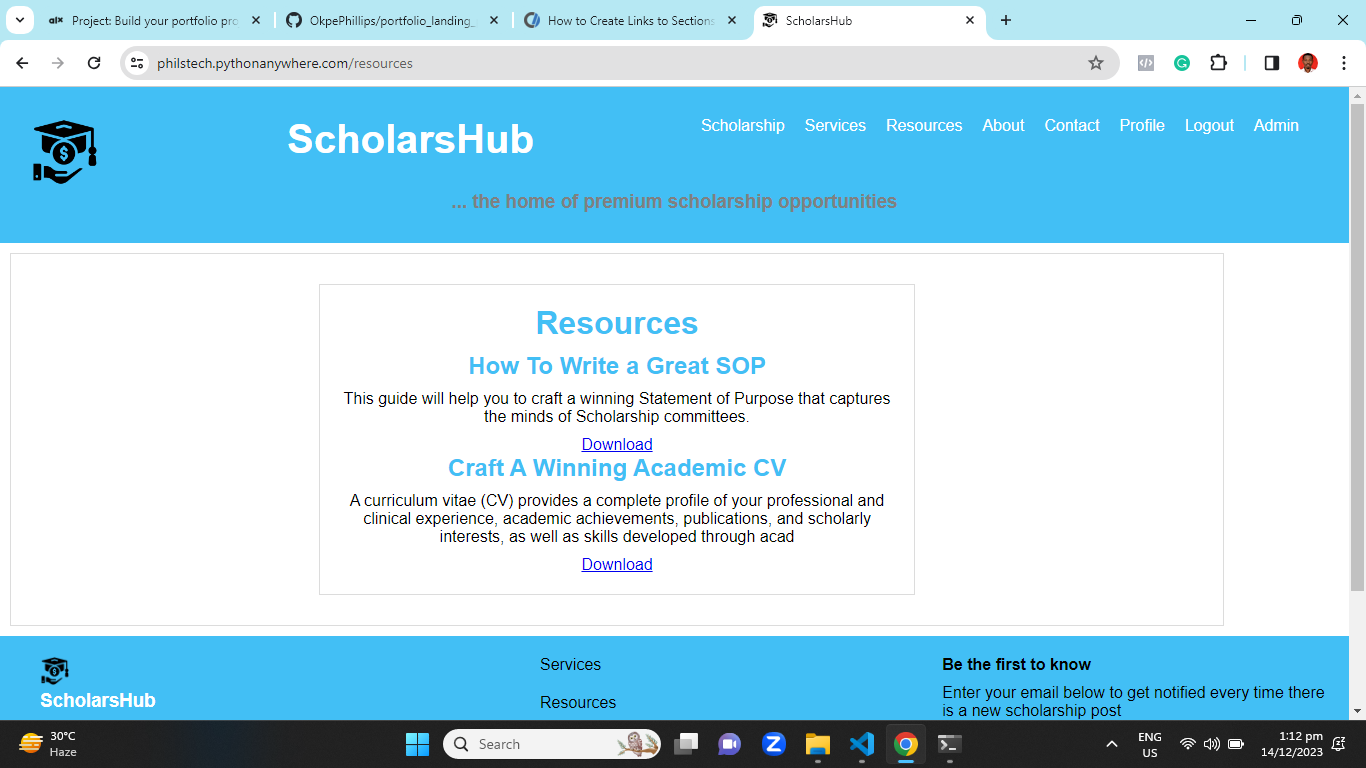 alx Project: Build your portfolio pro
OkpePhillips/portfolio_landing_
How to Create Links to Sections
ScholarsHub
philstech.pythonanywhere.com/resources
ScholarsHub
Scholarship Services Resources About Contact Profile Logout Admin
... the home of premium scholarship opportunities
Resources
How To Write a Great SOP
This guide will help you to craft a winning Statement of Purpose that captures
the minds of Scholarship committees.
Download
Craft A Winning Academic CV
A curriculum vitae (CV) provides a complete profile of your professional and
clinical experience, academic achievements, publications, and scholarly
interests, as well as skills developed through acad
Download
ScholarsHub
Services
Resources
Be the first to know
Enter your email below to get notified every time there
is a new scholarship post
30°C
Haze
Search
ENG
US
1:12 pm
14/12/2023